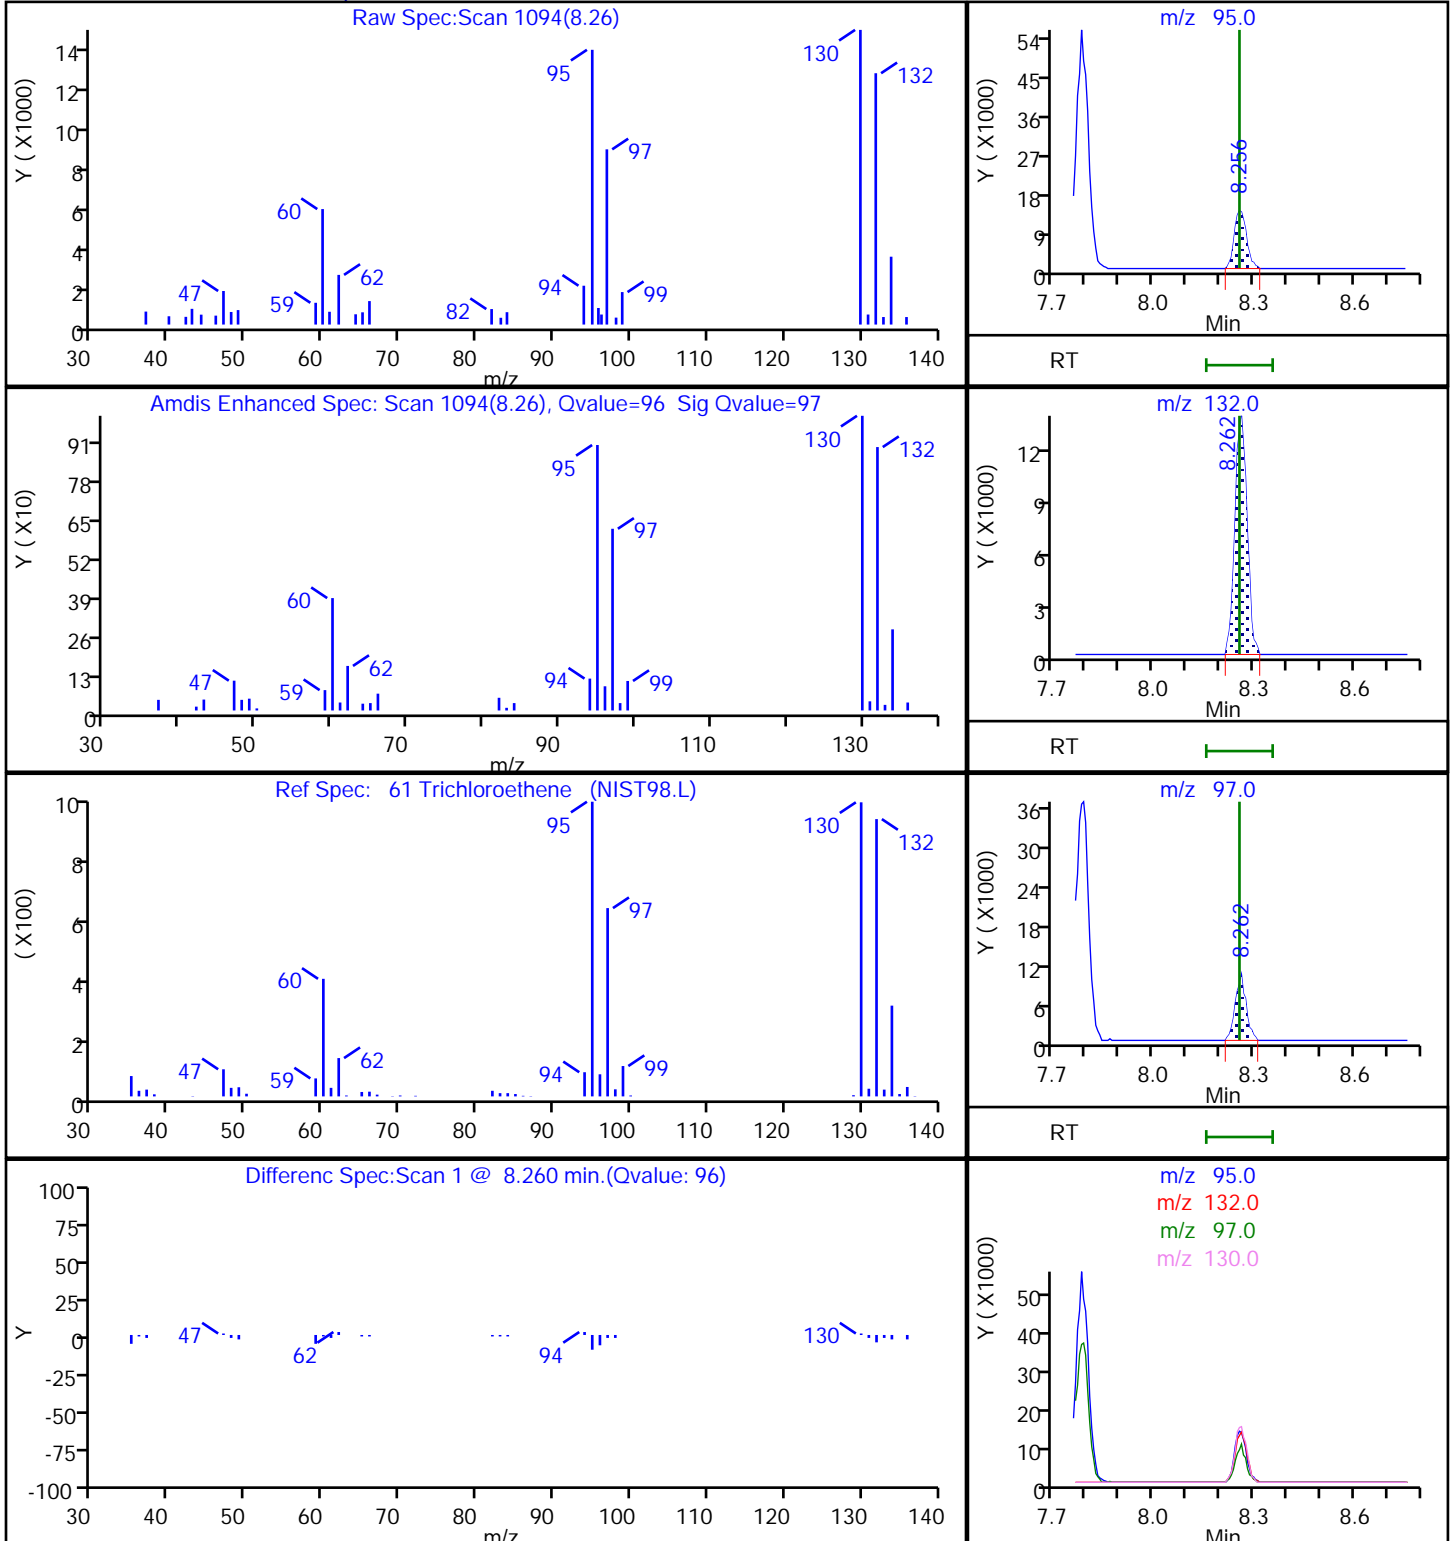 Raw Spec:Scan 1094(8.26)
Y ( X1000)
14
12
10
8
6
4
2
0
47
59
60
62
82
94
95
97
99
130
132
30 40 50 60 70 80 90 100 110 120 130 140
m/z
m/z 95.0
Y ( X1000)
54
45
36
27
18
9
0
8.256
7.7 8.0 8.3 8.6
Min
RT
Amdis Enhanced Spec: Scan 1094(8.26), Qvalue=96 Sig Qvalue=97
Y ( X10)
91
78
65
52
39
26
13
0
47
59
60
62
94
95
97
99
130
132
30 50 70 90 110 130
m/z
m/z 132.0
Y ( X1000)
12
9
6
3
0
8.262
7.7 8.0 8.3 8.6
Min
RT
Ref Spec: 61 Trichloroethene (NIST98.L)
( X100)
10
8
6
4
2
0
47
59
60
62
94
95
97
99
130
132
30 40 50 60 70 80 90 100 110 120 130 140
m/z 97.0
Y ( X1000)
36
30
24
18
12
6
0
8.262
7.7 8.0 8.3 8.6
Min
RT
Differenc Spec:Scan 1 @ 8.260 min.(Qvalue: 96)
Y
100
75
50
25
0
-25
-50
-75
-100
47
62
94
130
30 40 50 60 70 80 90 100 110 120 130 140
m/z
m/z 95.0
m/z 132.0
m/z 97.0
m/z 130.0
Y ( X1000)
50
40
30
20
10
0
7.7 8.0 8.3 8.6
Min